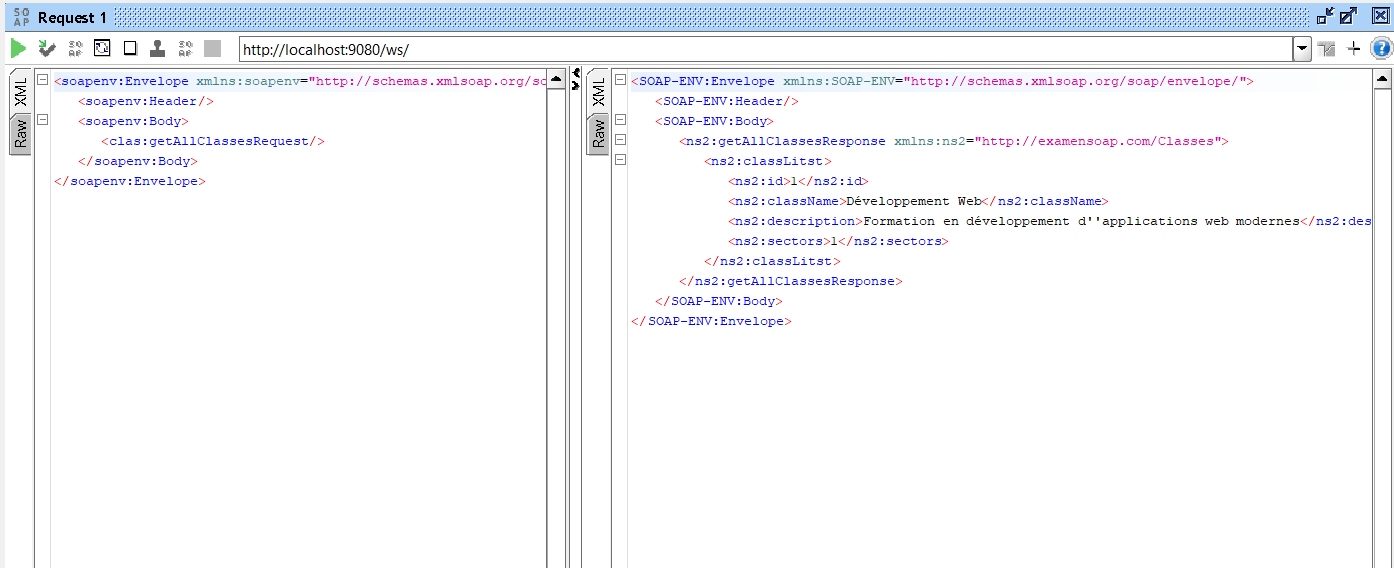 SO AP Request 1
http://localhost:9080/ws/
XML
Raw
<soapenv:Envelope xmlns:soapenv="http://schemas.xmlsoap.org/so
<soapenv:Header/>
<soapenv:Body>
<clas:getAllClassesRequest/>
</soapenv:Body>
</soapenv:Envelope>
XML
Raw
<SOAP-ENV:Envelope xmlns:SOAP-ENV="http://schemas.xmlsoap.org/soap/envelope/">
<SOAP-ENV:Header/>
<SOAP-ENV:Body>
<ns2:getAllClassesResponse xmlns:ns2="http://examensoap.com/Classes">
<ns2:classLitst>
<ns2:id>1</ns2:id>
<ns2:className>Développement Web</ns2:className>
<ns2:description>Formation en développement d''applications web modernes</ns2:des
<ns2:sectors>1</ns2:sectors>
</ns2:classLitst>
</ns2:getAllClassesResponse>
</SOAP-ENV:Body>
</SOAP-ENV:Envelope>